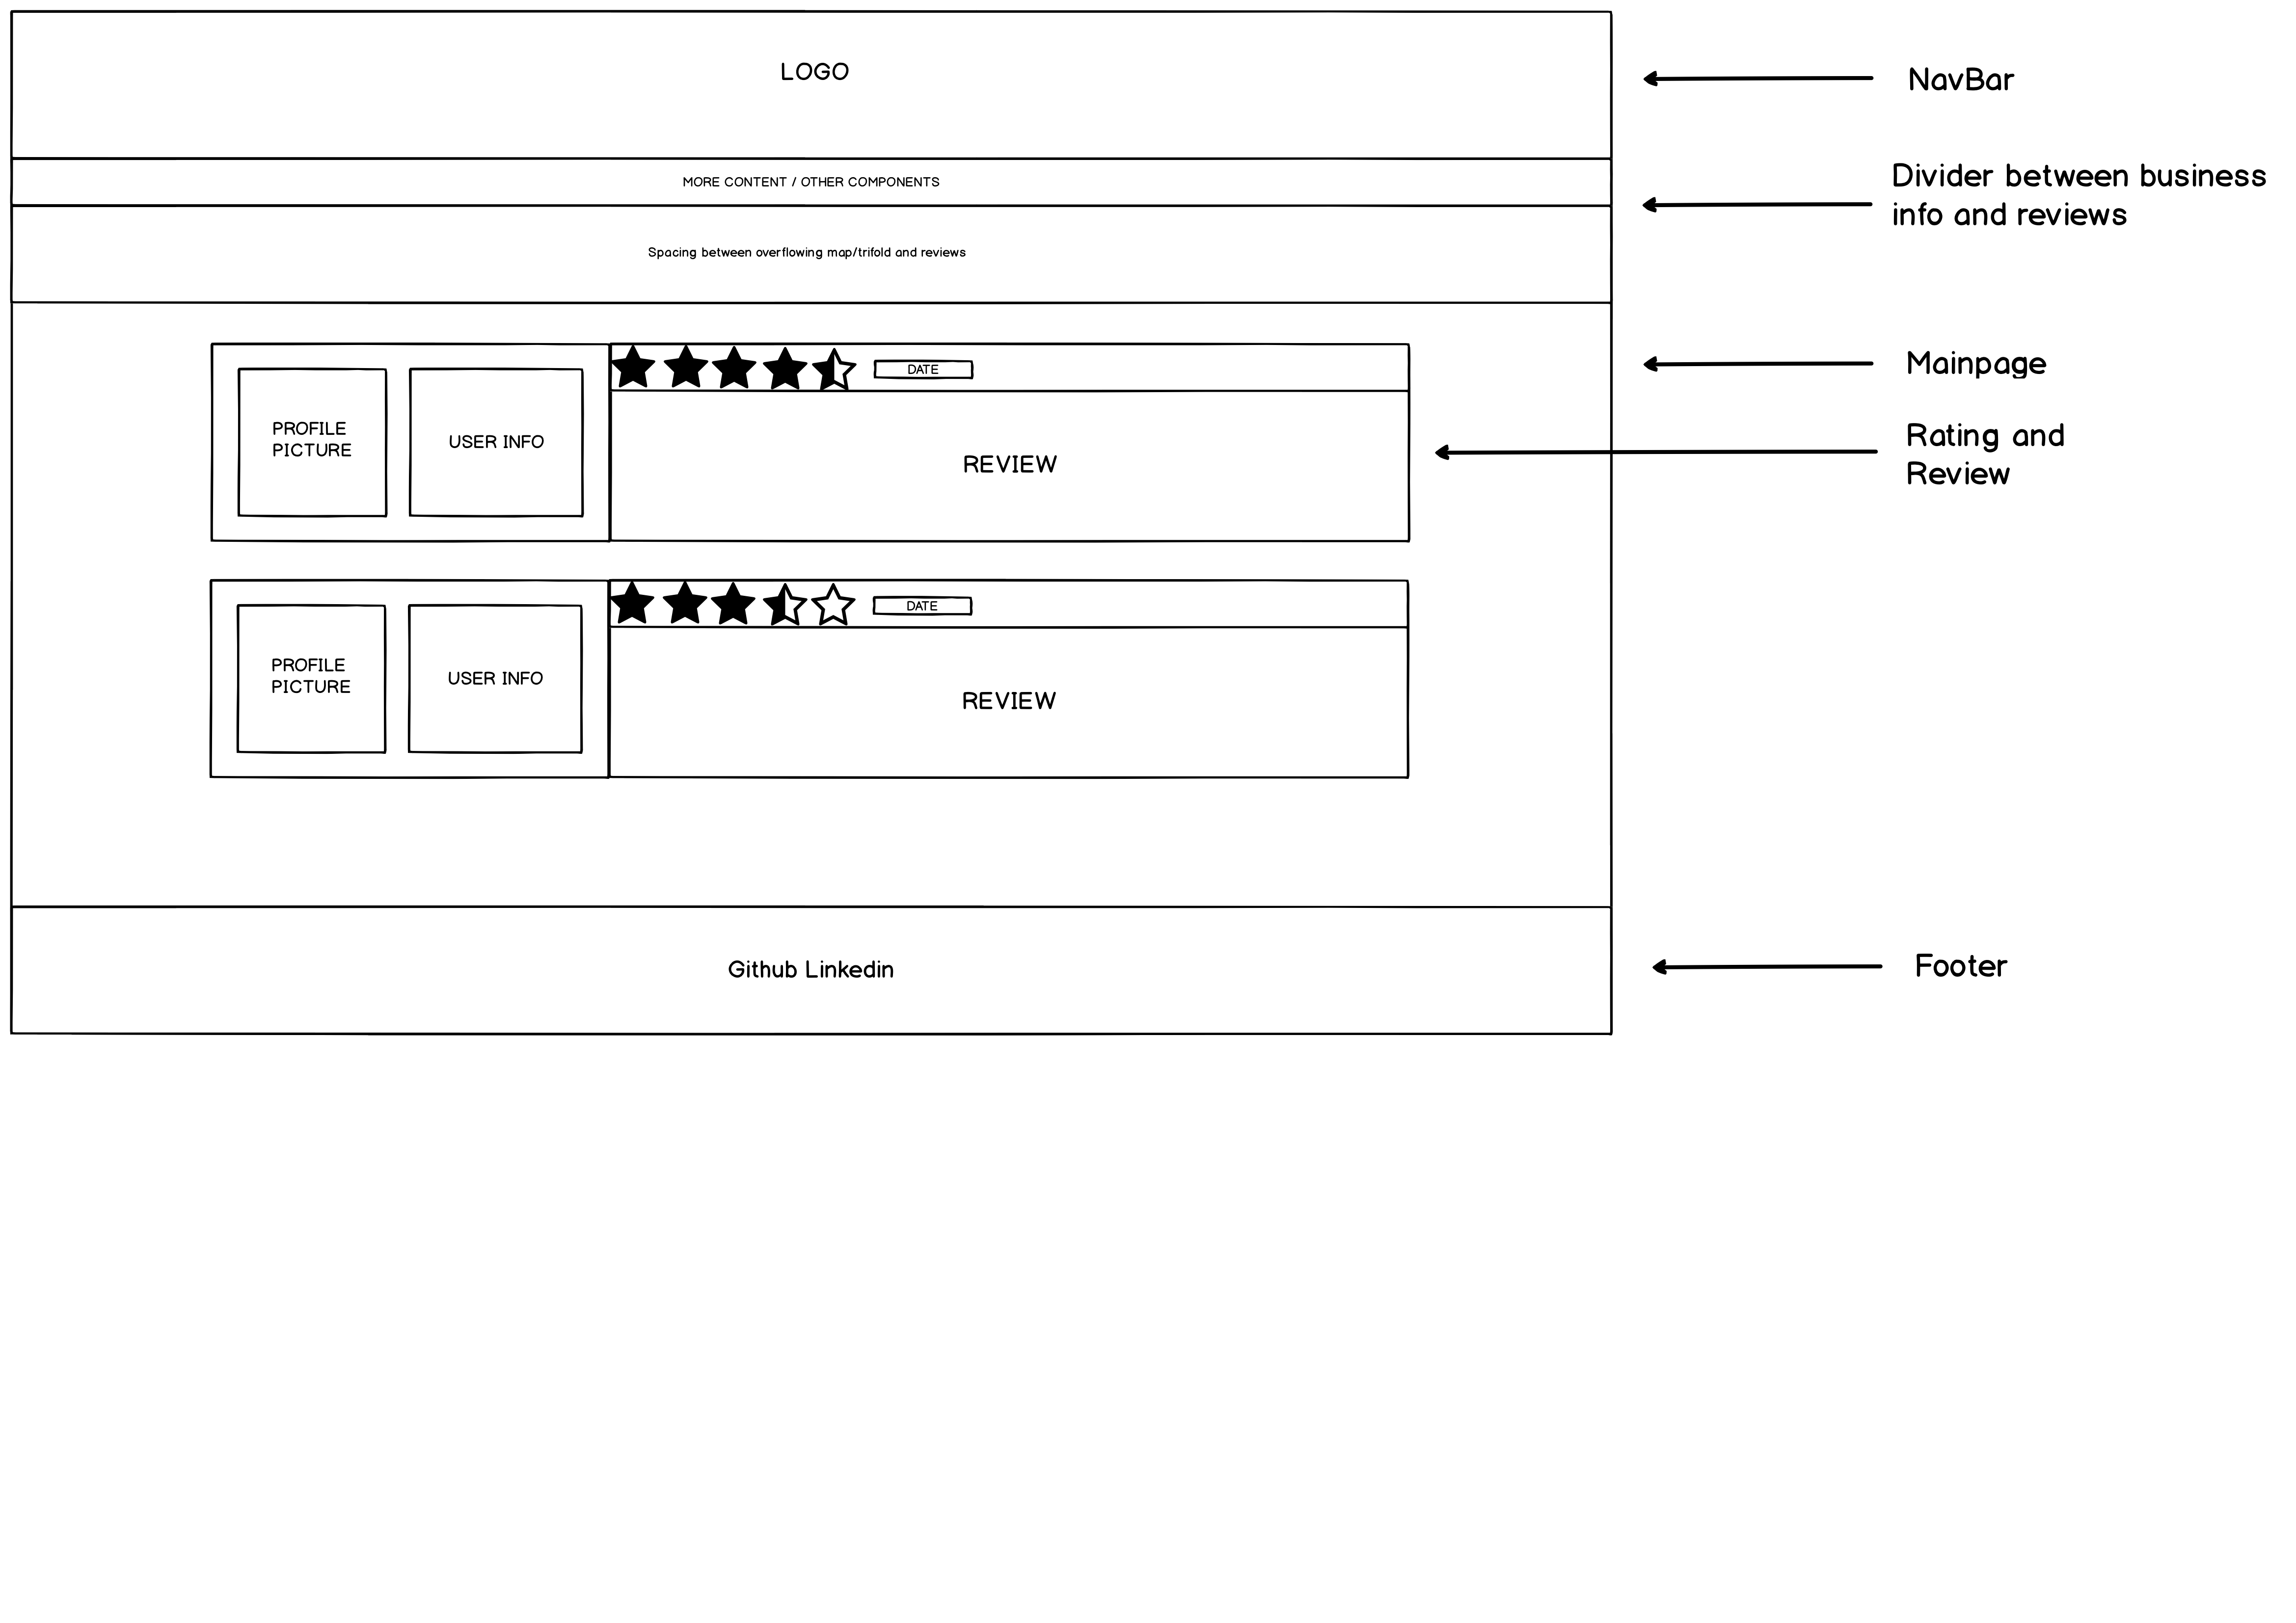 LOGO
NavBar
MORE CONTENT / OTHER COMPONENTS
Divider between business
info and reviews
Spacing between overflowing map/trifold and reviews
Mainpage
DATE
PROFILE
PICTURE
USER INFO
REVIEW
Rating and
Review
DATE
PROFILE
PICTURE
USER INFO
REVIEW
Github Linkedin
Footer